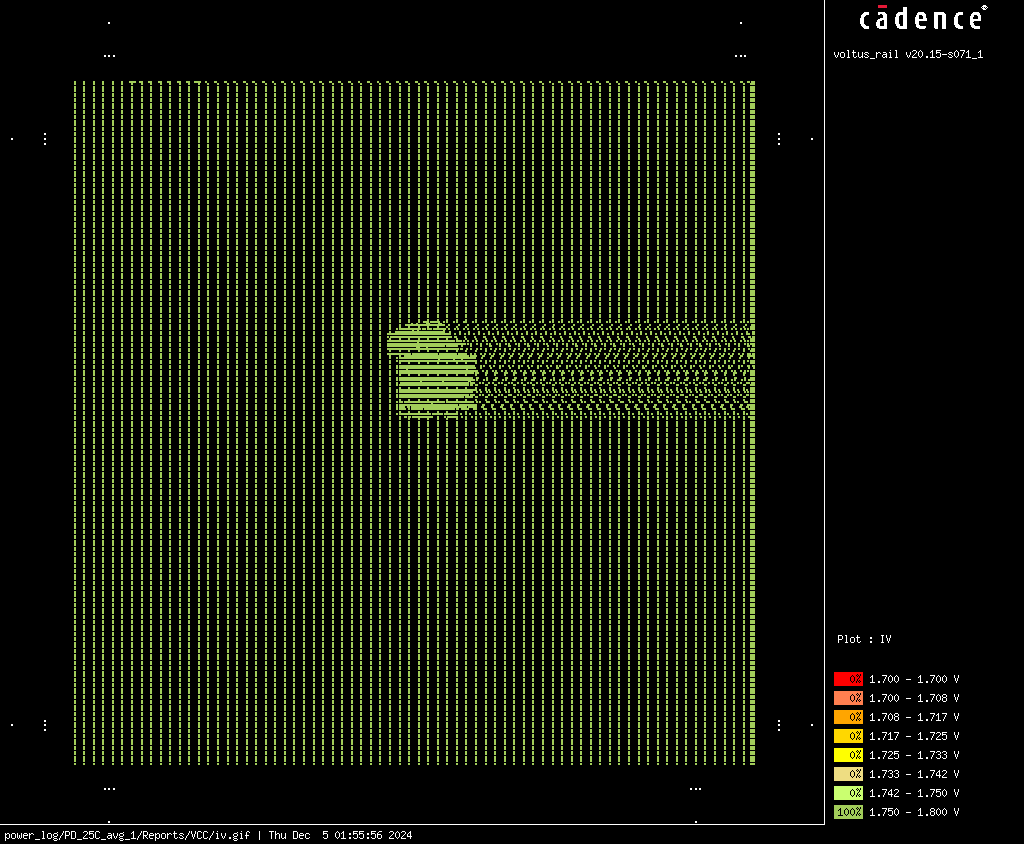 cādence®
voltus_rail v20.15-s071_1
Plot : IV
0% 1.700 - 1.700 V
0% 1.700 - 1.708 V
0% 1.708 - 1.717 V
0% 1.717 - 1.725 V
0% 1.725 - 1.733 V
0% 1.733 - 1.742 V
0% 1.742 - 1.750 V
100% 1.750 - 1.800 V
power_log/PD_25C_avg_1/Reports/VCC/iv.gif | Thu Dec  5 01:55:56 2024